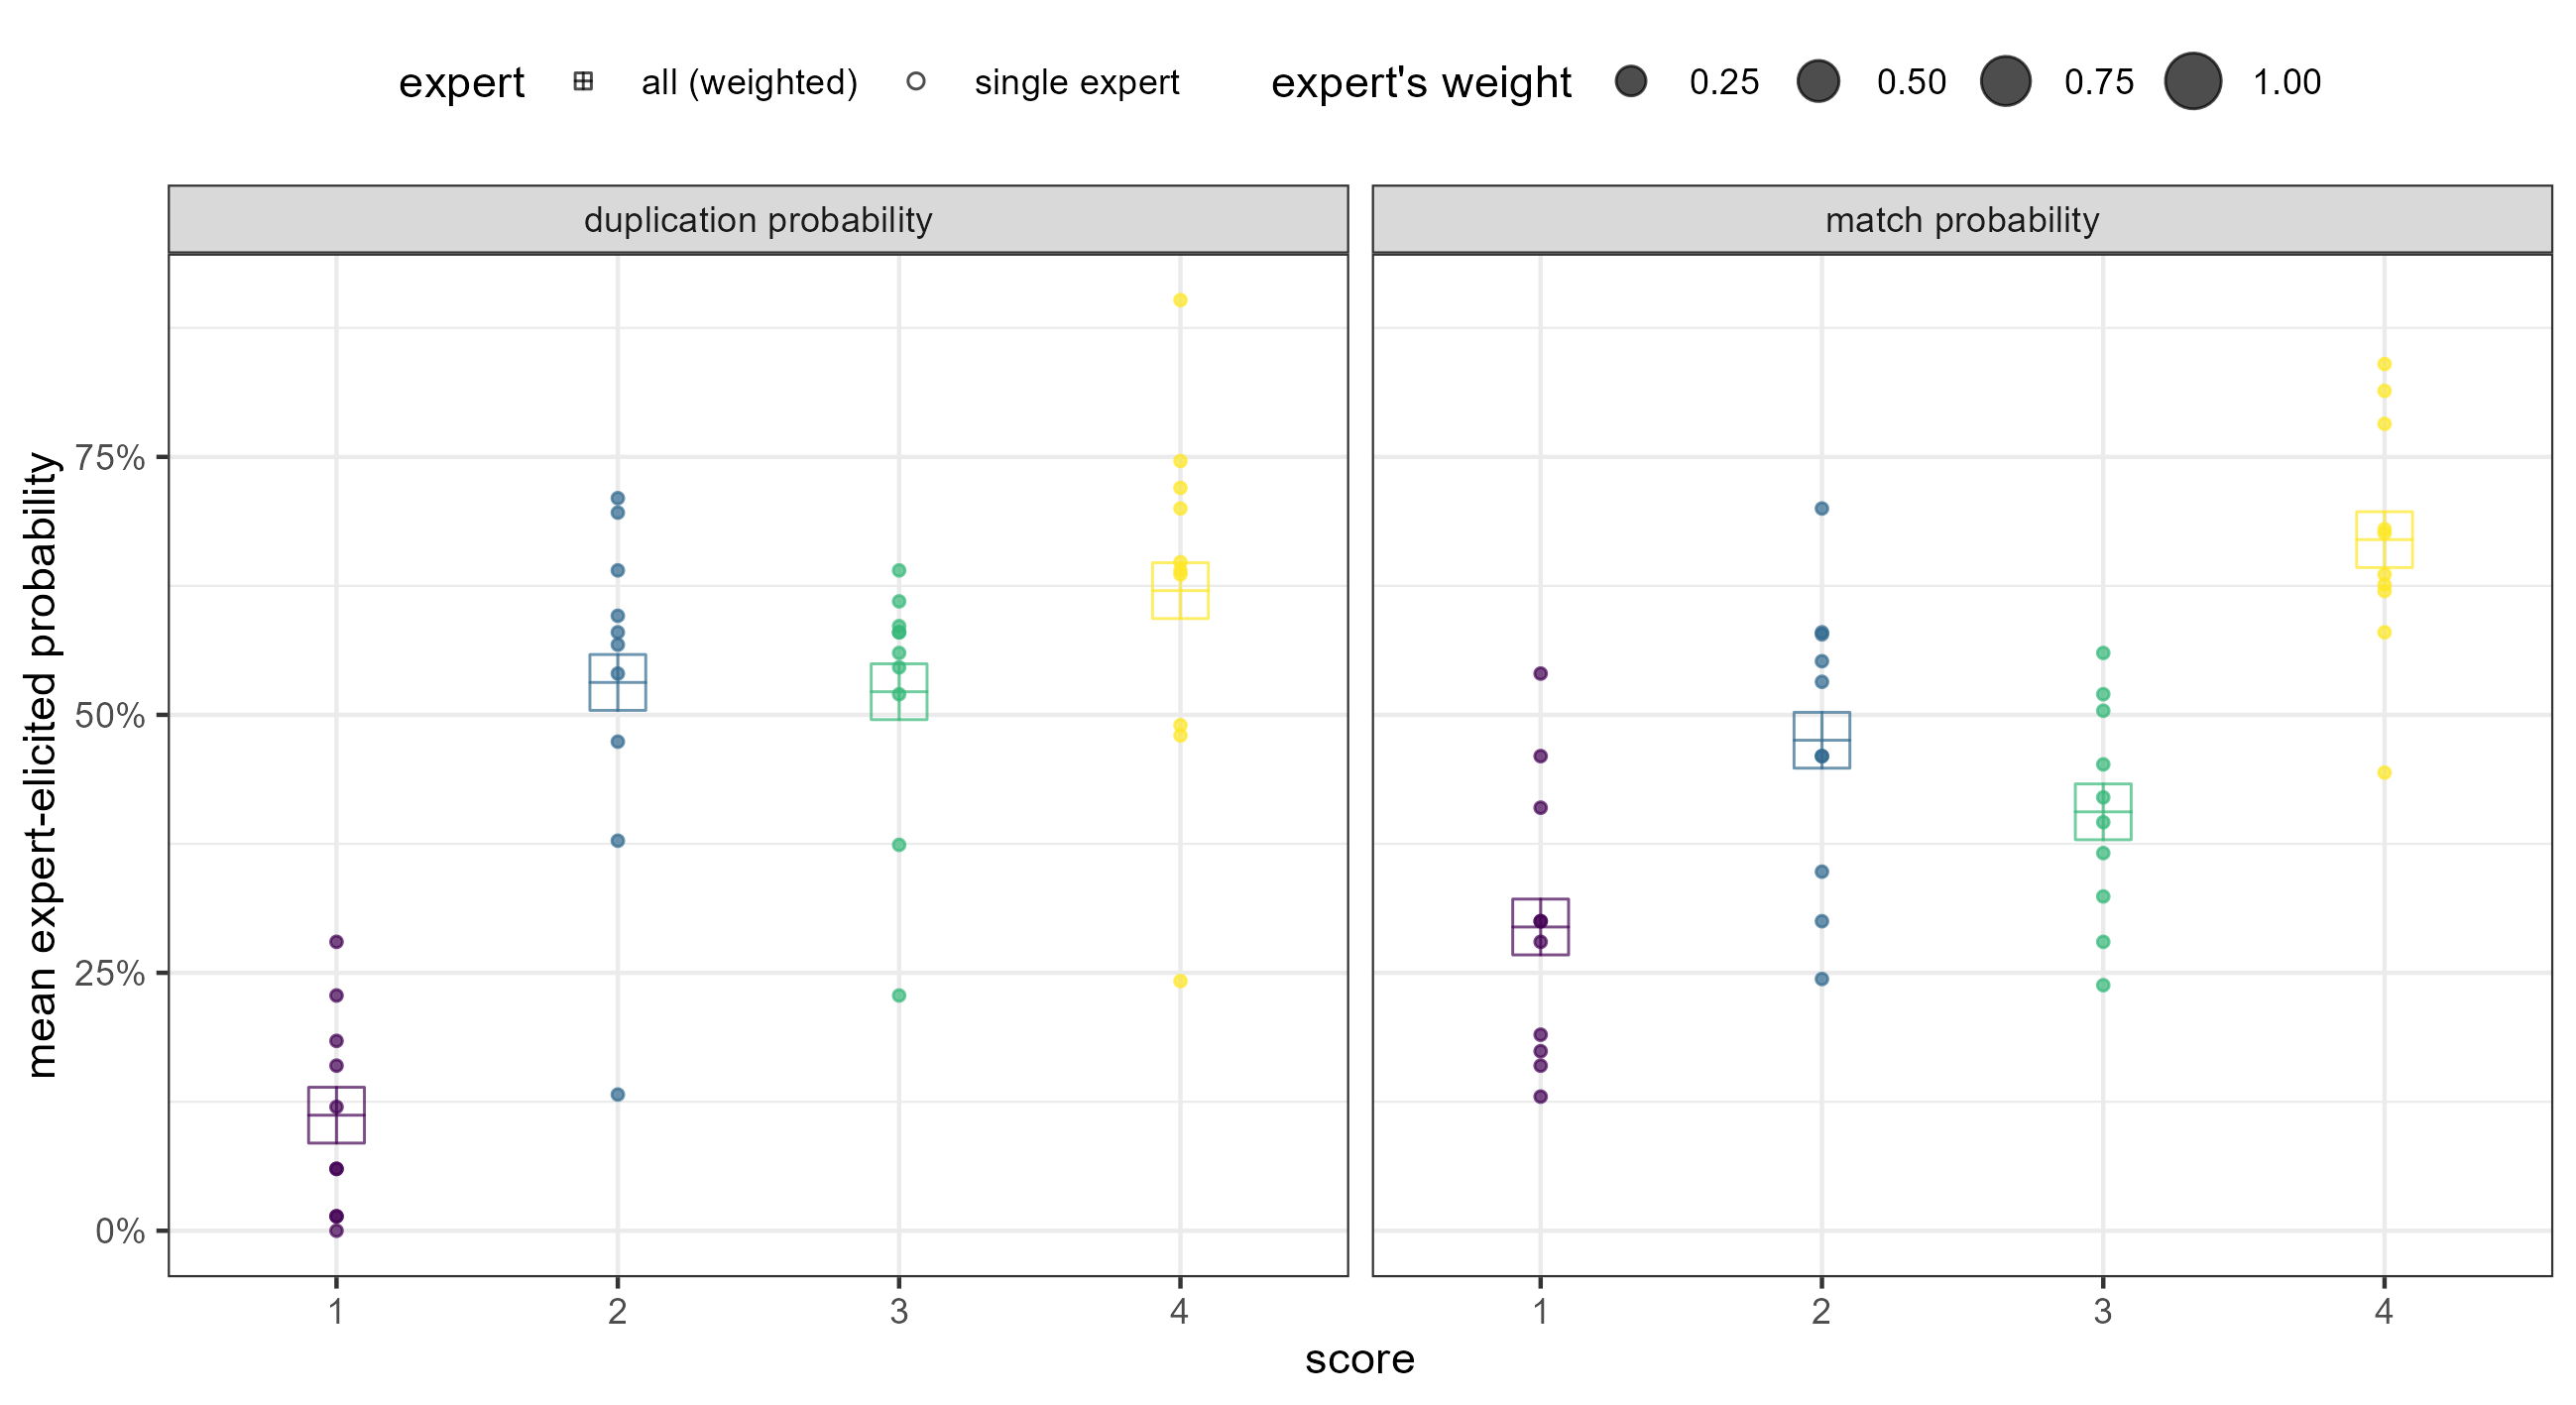 expert all (weighted) single expert expert's weight 0.25 0.50 0.75 1.00
duplication probability match probability
mean expert-elicited probability
75%
50%
25%
0%
1 2 3 4 1 2 3 4
score